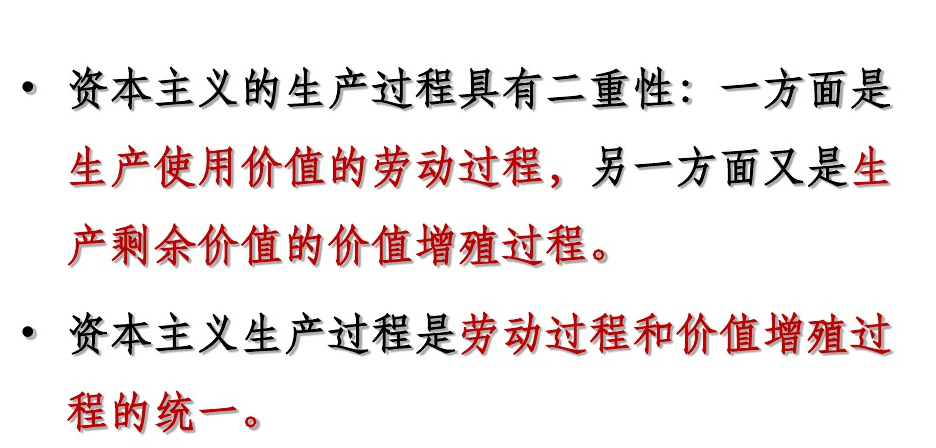 • 资本主义的生产过程具有二重性：一方面是
生产使用价值的劳动过程，另一方面又是生
产剩余价值的价值增殖过程。
• 资本主义生产过程是劳动过程和价值增殖过
程的统一。